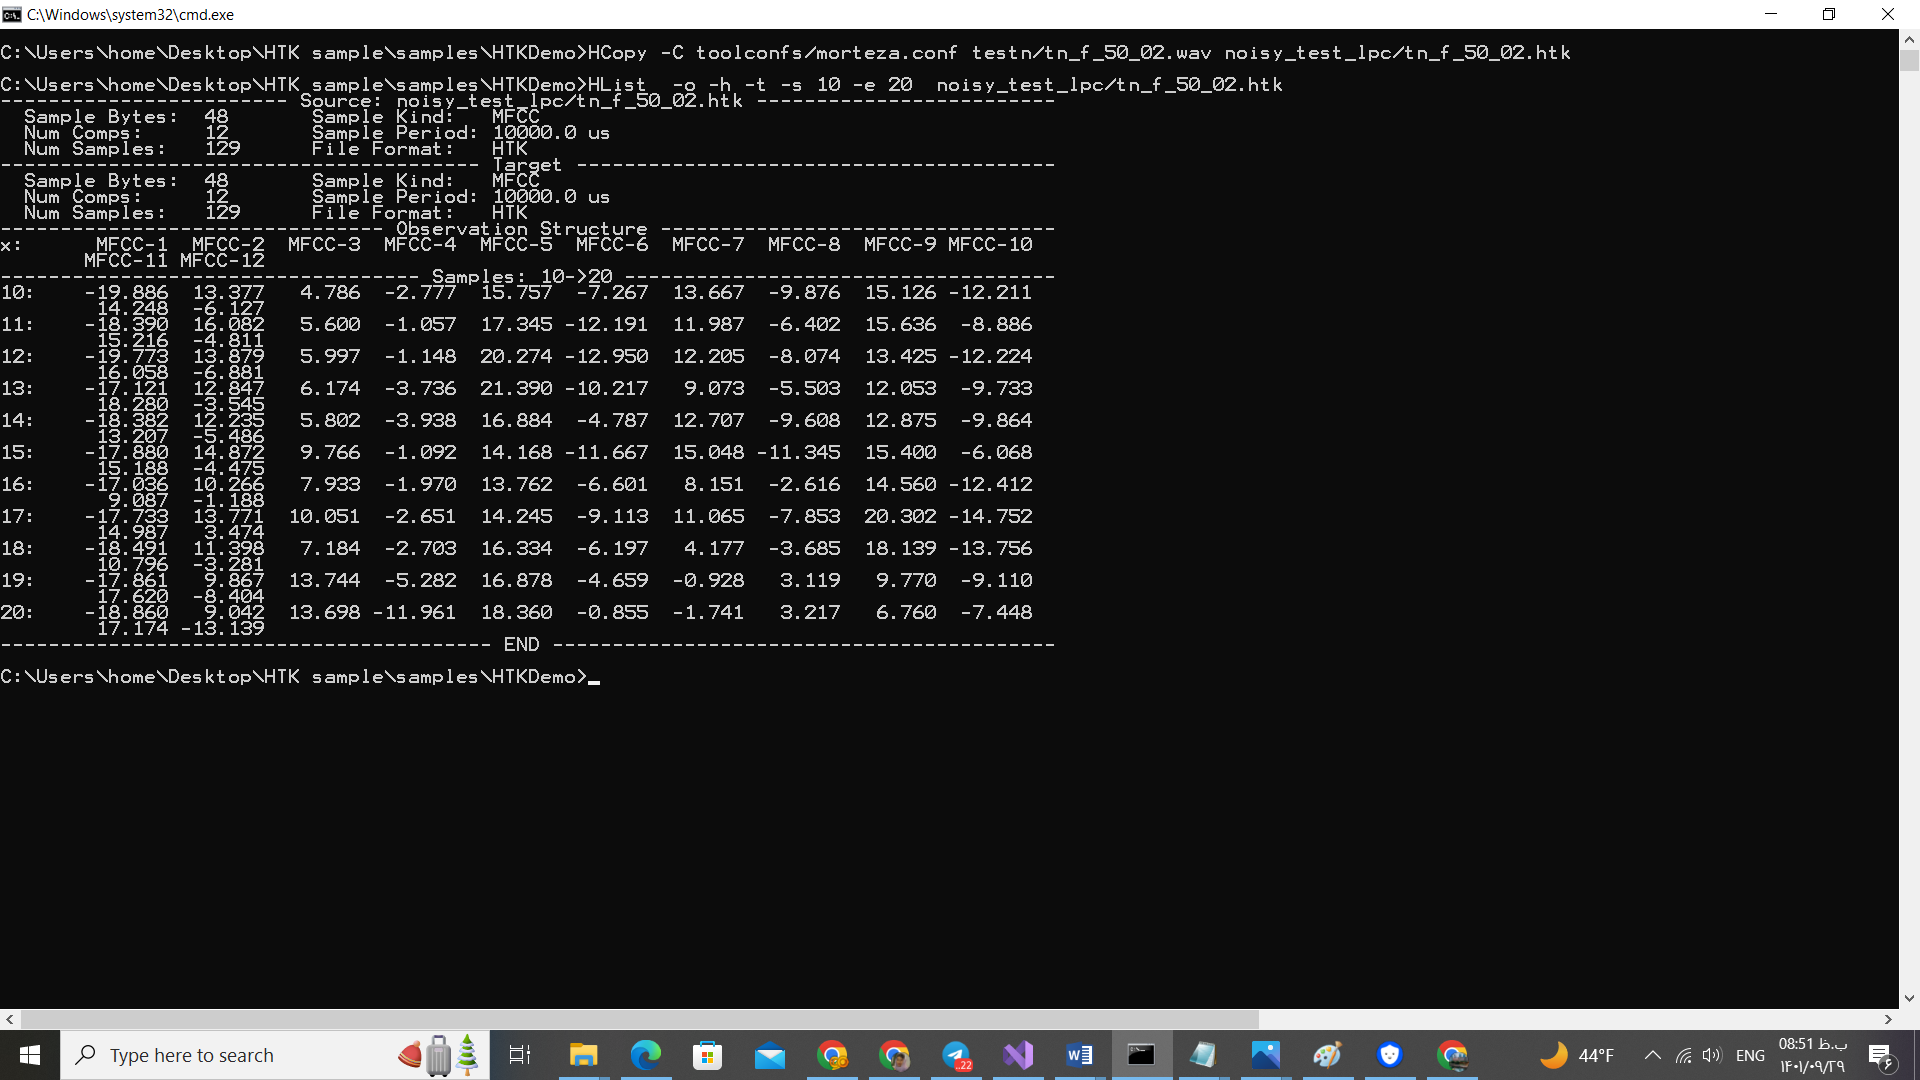 C:\Windows\system32\cmd.exe
C:\Users\home\Desktop\HTK sample\samples\HTKDemo>HCopy -C toolconfs/morteza.conf testn/tn_f_50_02.wav noisy_test_lpc/tn_f_50_02.htk
C:\Users\home\Desktop\HTK sample\samples\HTKDemo>HList  -o -h -t -s 10 -e 20  noisy_test_lpc/tn_f_50_02.htk
------------------------ Source: noisy_test_lpc/tn_f_50_02.htk -------------------------
  Sample Bytes:  48       Sample Kind:   MFCC
  Num Comps:     12       Sample Period: 10000.0 us
  Num Samples:   129      File Format:   HTK
---------------------------------------- Target ----------------------------------------
  Sample Bytes:  48       Sample Kind:   MFCC
  Num Comps:     12       Sample Period: 10000.0 us
  Num Samples:   129      File Format:   HTK
-------------------------------- Observation Structure ---------------------------------
x:      MFCC-1  MFCC-2  MFCC-3  MFCC-4  MFCC-5  MFCC-6  MFCC-7  MFCC-8  MFCC-9 MFCC-10
       MFCC-11 MFCC-12
----------------------------------- Samples: 10->20 ------------------------------------
10:    -19.886  13.377   4.786  -2.777  15.757  -7.267  13.667  -9.876  15.126 -12.211
        14.248  -6.127
11:    -18.390  16.082   5.600  -1.057  17.345 -12.191  11.987  -6.402  15.636  -8.886
        15.216  -4.811
12:    -19.773  13.879   5.997  -1.148  20.274 -12.950  12.205  -8.074  13.425 -12.224
        16.058  -6.881
13:    -17.121  12.847   6.174  -3.736  21.390 -10.217   9.073  -5.503  12.053  -9.733
        18.280  -3.545
14:    -18.382  12.235   5.802  -3.938  16.884  -4.787  12.707  -9.608  12.875  -9.864
        13.207  -5.486
15:    -17.880  14.872   9.766  -1.092  14.168 -11.667  15.048 -11.345  15.400  -6.068
        15.188  -4.475
16:    -17.036  10.266   7.933  -1.970  13.762  -6.601   8.151  -2.616  14.560 -12.412
         9.087  -1.188
17:    -17.733  13.771  10.051  -2.651  14.245  -9.113  11.065  -7.853  20.302 -14.752
        14.987   3.474
18:    -18.491  11.398   7.184  -2.703  16.334  -6.197   4.177  -3.685  18.139 -13.756
        10.796  -3.281
19:    -17.861   9.867  13.744  -5.282  16.878  -4.659  -0.928   3.119   9.770  -9.110
        17.620  -8.404
20:    -18.860   9.042  13.698 -11.961  18.360  -0.855  -1.741   3.217   6.760  -7.448
        17.174 -13.139
----------------------------------------- END ------------------------------------------
C:\Users\home\Desktop\HTK sample\samples\HTKDemo>_
Type here to search
..22
44°F
ENG
08:51 ب.ظ
۱۴۰۱/۰۹/۲۹
۶